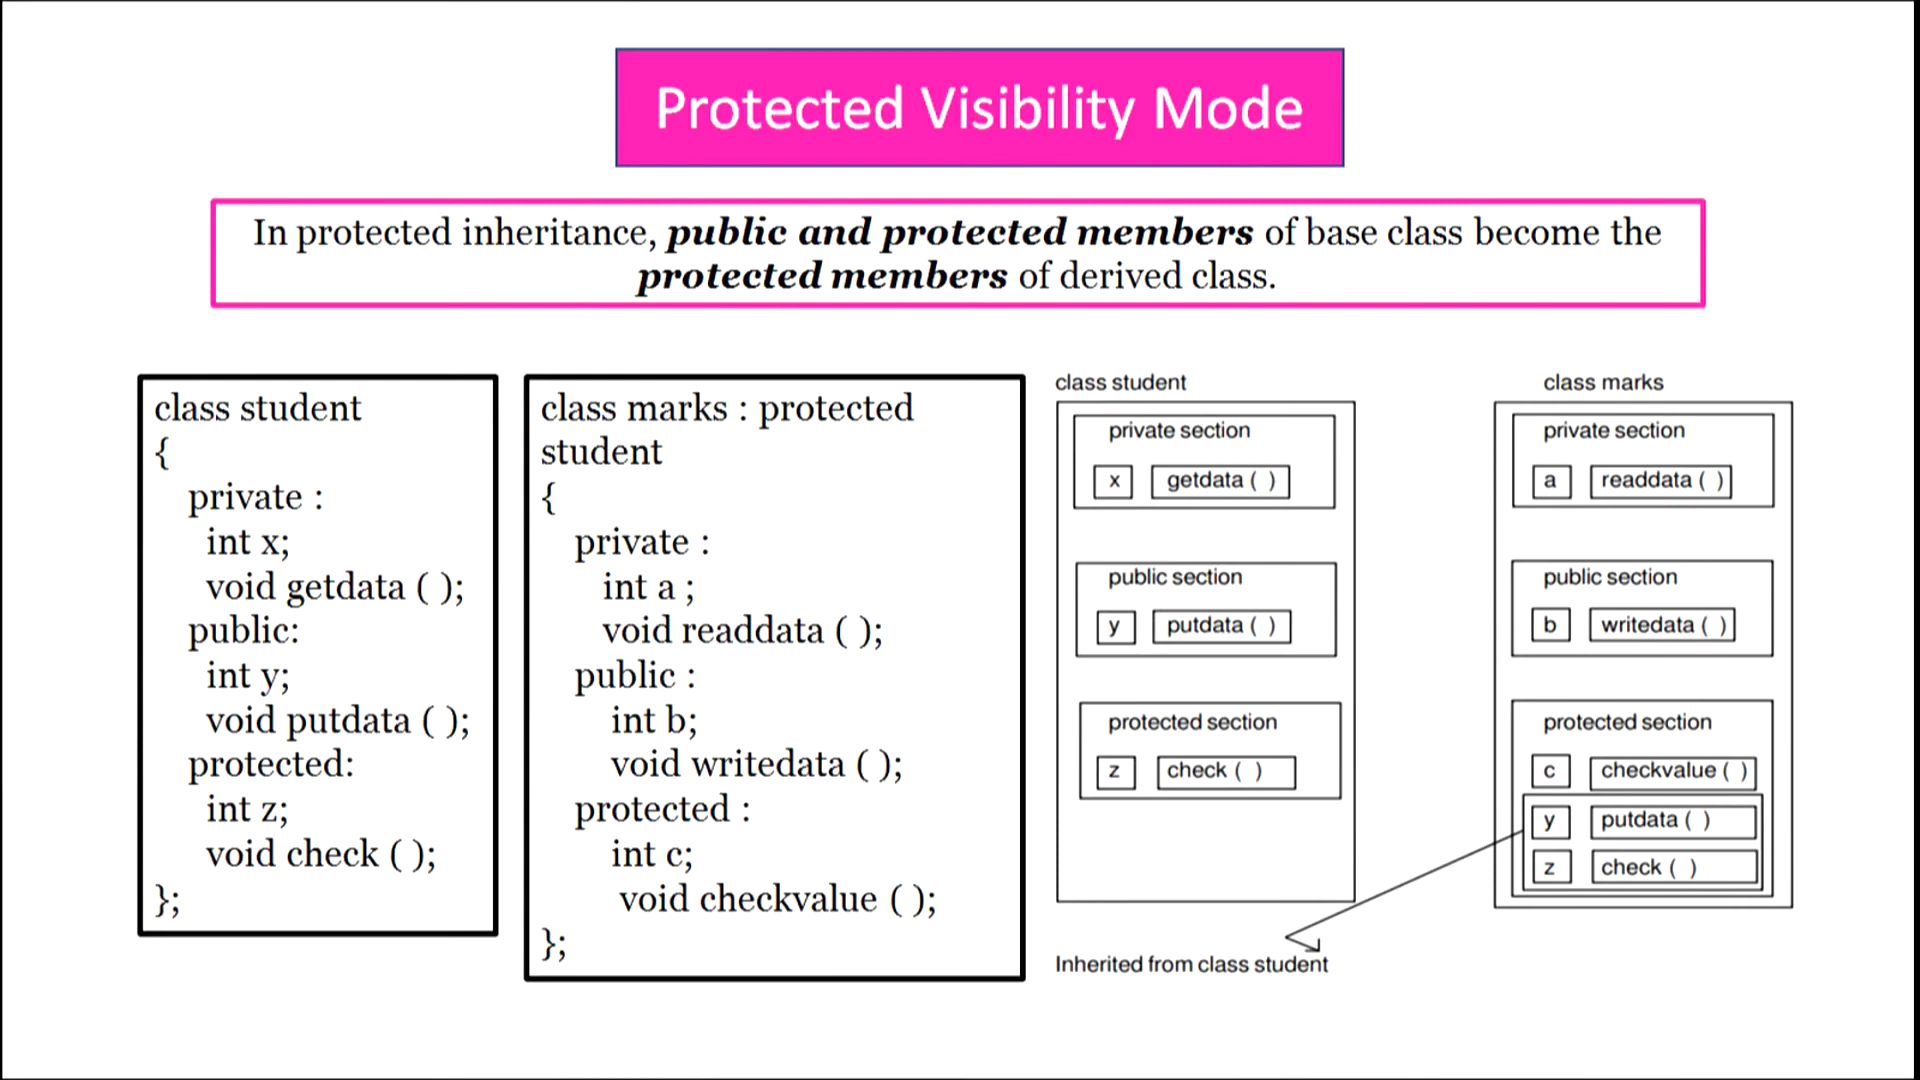 Protected Visibility Mode
In protected inheritance, public and protected members of base class become the
protected members of derived class.
class student
{
private :
int x;
void getdata ( );
public:
int y;
void putdata ( );
protected:
int z;
void check ( );
};
class marks : protected
student
{
private :
int a ;
void readdata ( );
public :
int b;
void writedata ( );
protected :
int c;
void checkvalue ( );
};
class student
private section
x getdata ( )
public section
y putdata ( )
protected section
z check ( )
Inherited from class student
class marks
private section
a readdata ( )
public section
b writedata ( )
protected section
c checkvalue ( )
y putdata ( )
z check ( )